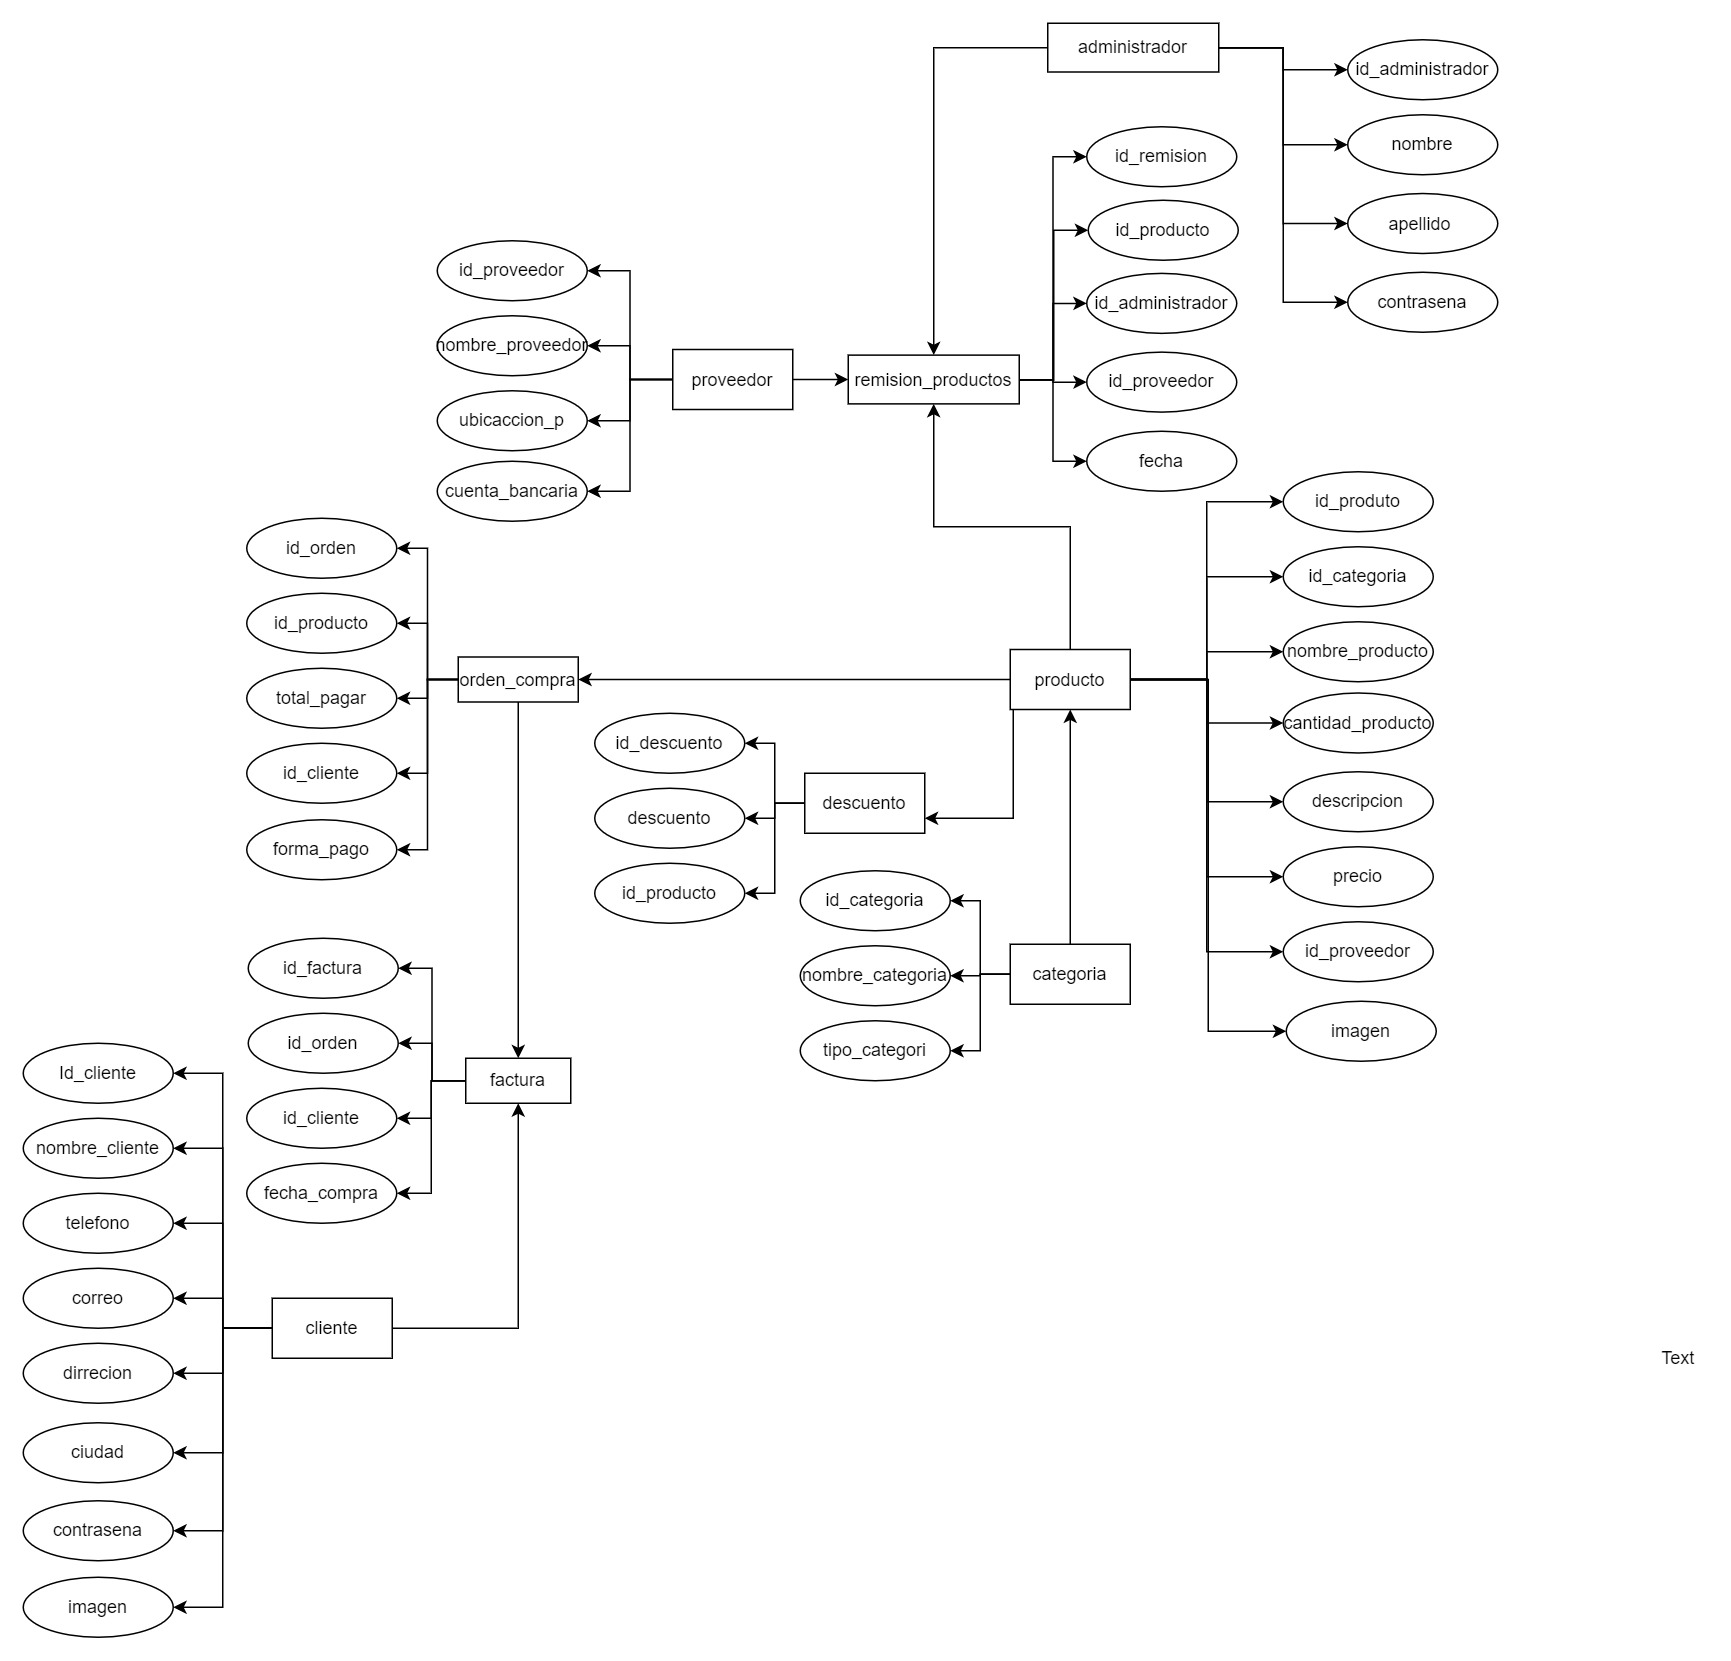 administrador
id_administrador
nombre
apellido
contrasena
id_remision
id_producto
id_administrador
id_proveedor
fecha
remision_productos
proveedor
id_proveedor
nombre_proveedor
ubicaccion_p
cuenta_bancaria
id_produto
id_categoria
nombre_producto
cantidad_producto
descripcion
precio
id_proveedor
imagen
producto
orden_compra
id_orden
id_producto
total_pagar
id_cliente
forma_pago
descuento
id_descuento
descuento
id_producto
categoria
id_categoria
nombre_categoria
tipo_categori
factura
id_factura
id_orden
id_cliente
fecha_compra
cliente
Id_cliente
nombre_cliente
telefono
correo
dirrecion
ciudad
contrasena
imagen
Text